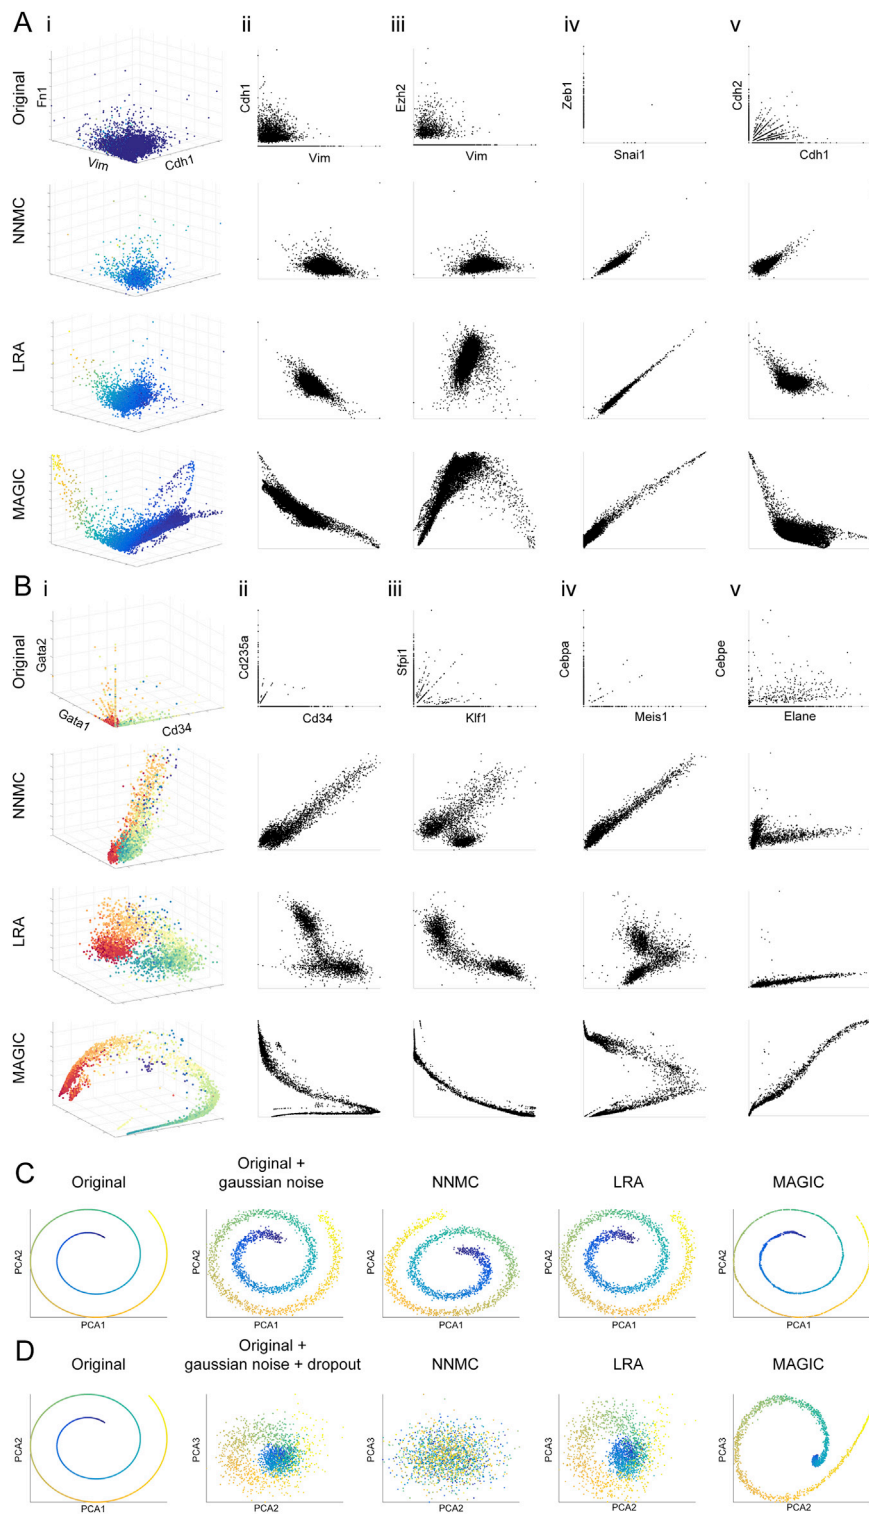 A
i
ii
iii
iv
v
Original
Fn1
Vim
Cdh1
Cdh1
Vim
Ezh2
Vim
Zeb1
Snai1
Cdh2
Cdh1
NNMC
LRA
MAGIC
B
i
ii
iii
iv
v
Original
Gata2
Gata1
Cd34
Cd235a
Cd34
Sfpi1
Klf1
Cebpa
Meis1
Cebpe
Elane
NNMC
LRA
MAGIC
C
Original
Original +
gaussian noise
NNMC
LRA
MAGIC
PCA2
PCA1
PCA2
PCA1
PCA2
PCA1
PCA2
PCA1
PCA2
PCA1
D
Original
Original +
gaussian noise + dropout
NNMC
LRA
MAGIC
PCA2
PCA1
PCA3
PCA2
PCA3
PCA2
PCA3
PCA2
PCA3
PCA2